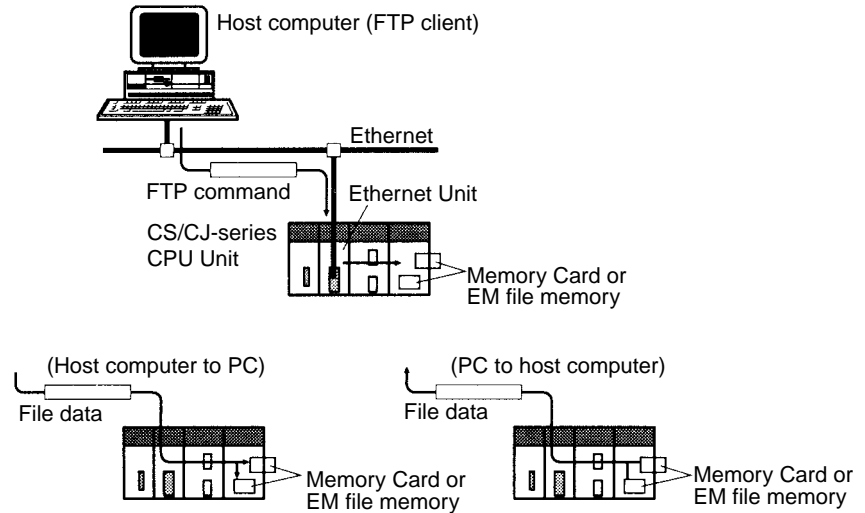 Host computer (FTP client)
Ethernet
FTP command
Ethernet Unit
CS/CJ-series
CPU Unit
Memory Card or
EM file memory
(Host computer to PC)
File data
Memory Card or
EM file memory
(PC to host computer)
File data
Memory Card or
EM file memory